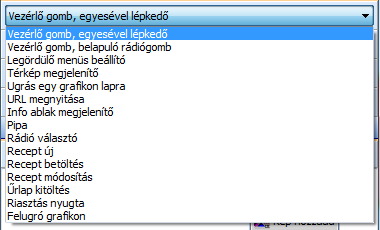 Vezérlő gomb, egyesével lépkedő
Vezérlő gomb, egyesével lépkedő
Vezérlő gomb, belapuló rádiógomb
Legördülő menüs beállító
Térkép megjelenítő
Ugrás egy grafikon lapra
URL megnyitása
Info ablak megjelenítő
Pipa
Rádió választó
Recept új
Recept betöltés
Recept módosítás
Űrlap kitöltés
Riasztás nyugta
Felugró grafikon